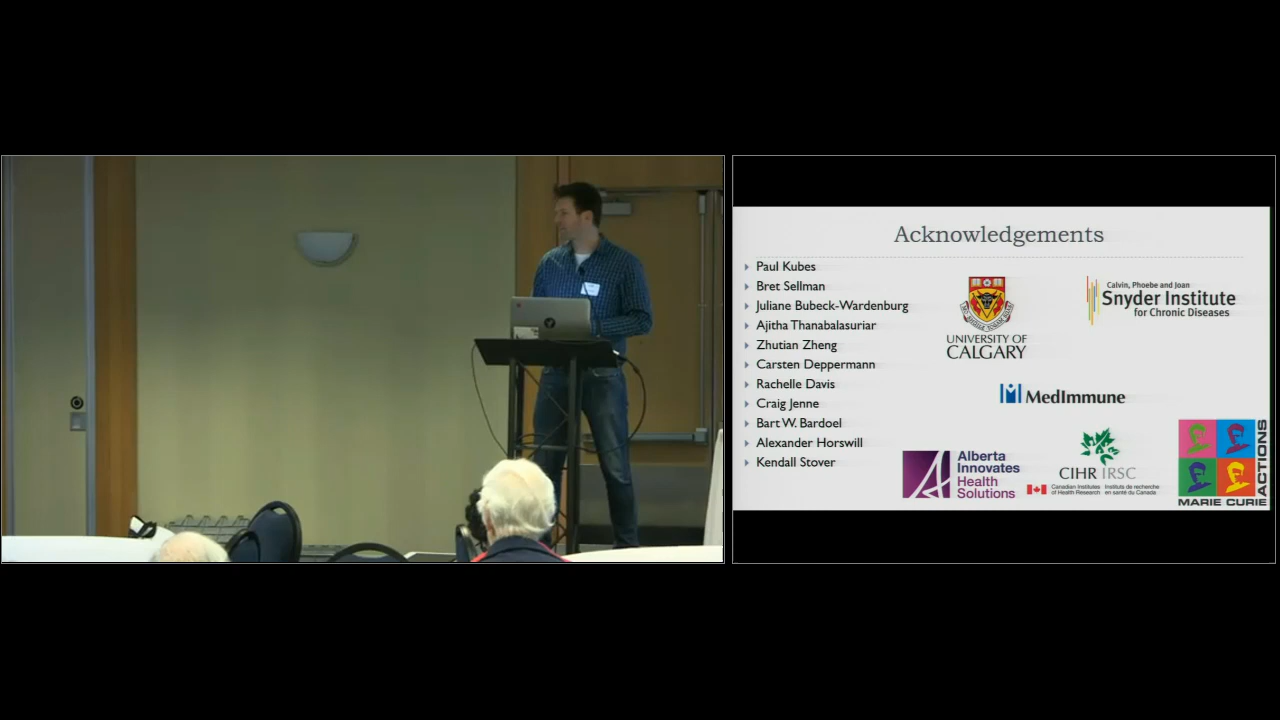 Acknowledgements
Paul Kubes
Bret Sellman
Juliane Bubeck-Wardenburg
Ajitha Thanabalasuriar
Zhutian Zheng
Carsten Deppermann
Rachelle Davis
Craig Jenne
Bart W. Bardoel
Alexander Horswill
Kendall Stover
UNIVERSITY OF
CALGARY
Calvin, Phoebe and Joan
Snyder Institute
for Chronic Diseases
MedImmune
Alberta
Innovates
Health
Solutions
CIHR IRSC
Canadian Institutes
of Health Research
Instituts de recherche
en santé du Canada
MARIE CURIE
ACTIONS